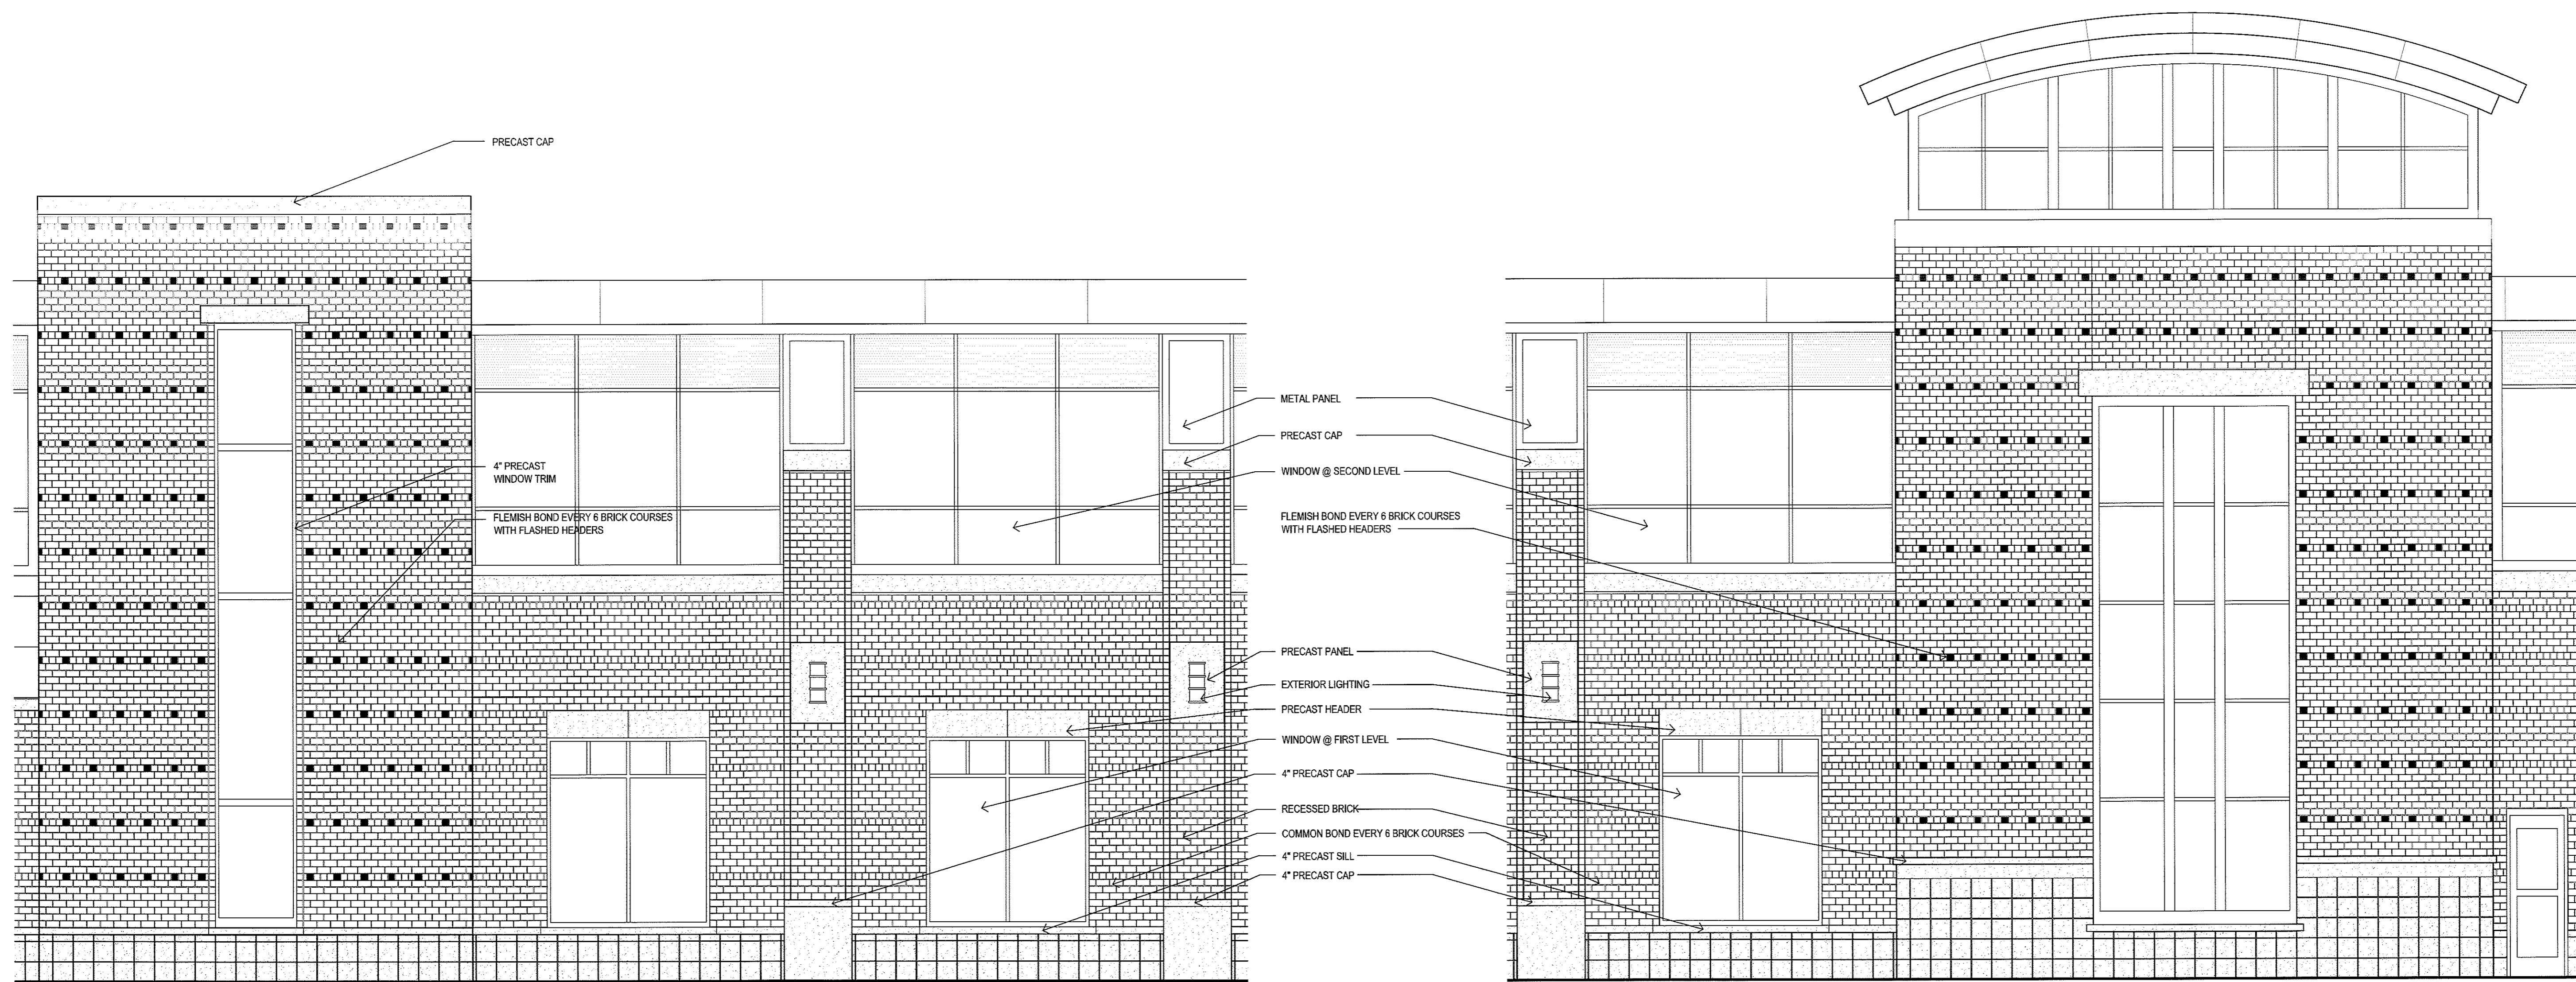 PRECAST CAP
4" PRECAST
WINDOW TRIM
FLEMISH BOND EVERY 6 BRICK COURSES
WITH FLASHED HEADERS
METAL PANEL
PRECAST CAP
WINDOW @ SECOND LEVEL
FLEMISH BOND EVERY 6 BRICK COURSES
WITH FLASHED HEADERS
PRECAST PANEL
EXTERIOR LIGHTING
PRECAST HEADER
WINDOW @ FIRST LEVEL
4" PRECAST CAP
RECESSED BRICK
COMMON BOND EVERY 6 BRICK COURSES
4" PRECAST SILL
4" PRECAST CAP